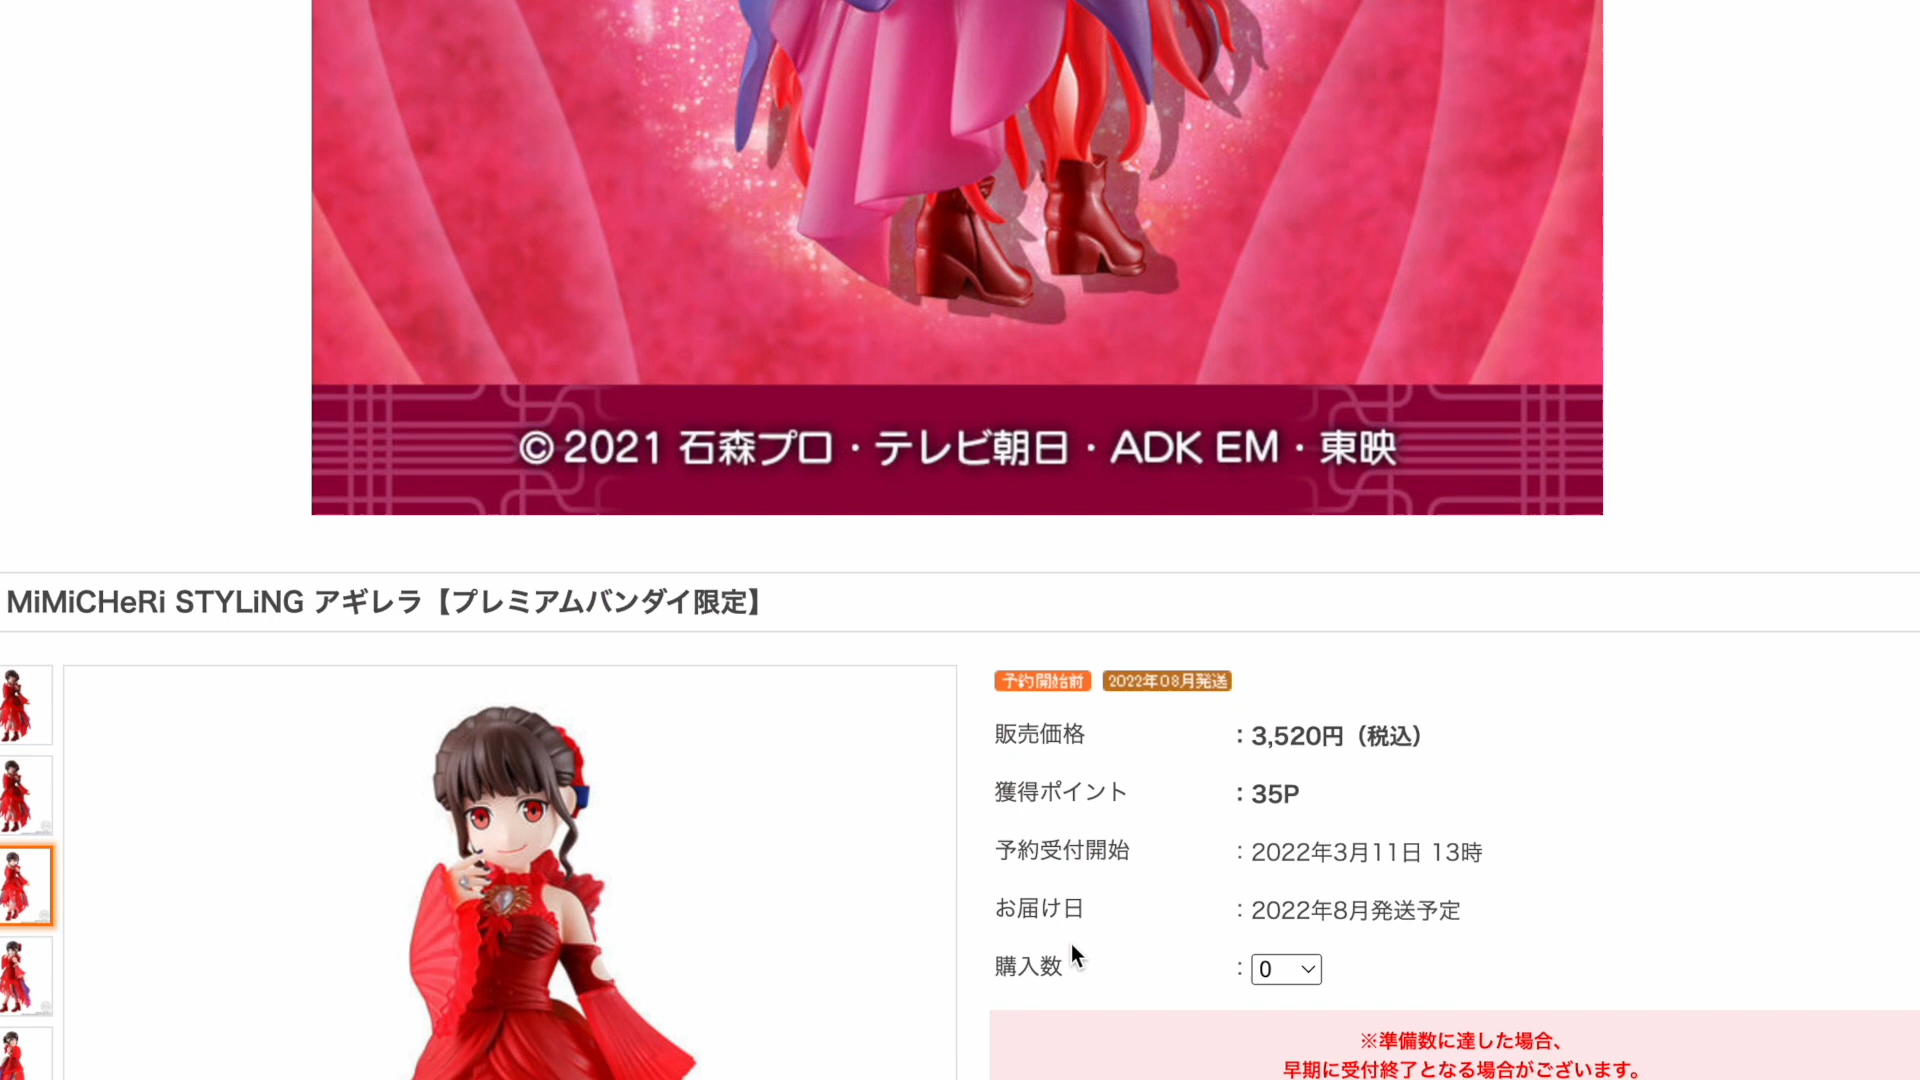 © 2021 石森プロ・テレビ朝日・ADK EM・東映
MiMiCHeRi STYLiNG アギレラ【プレミアムバンダイ限定】
予約開始前 2022年08月発送
販売価格 : 3,520円（税込）
獲得ポイント : 35P
予約受付開始 : 2022年3月11日 13時
お届け日 : 2022年8月発送予定
購入数 : 0
※準備数に達した場合、
早期に受付終了となる場合がございます。